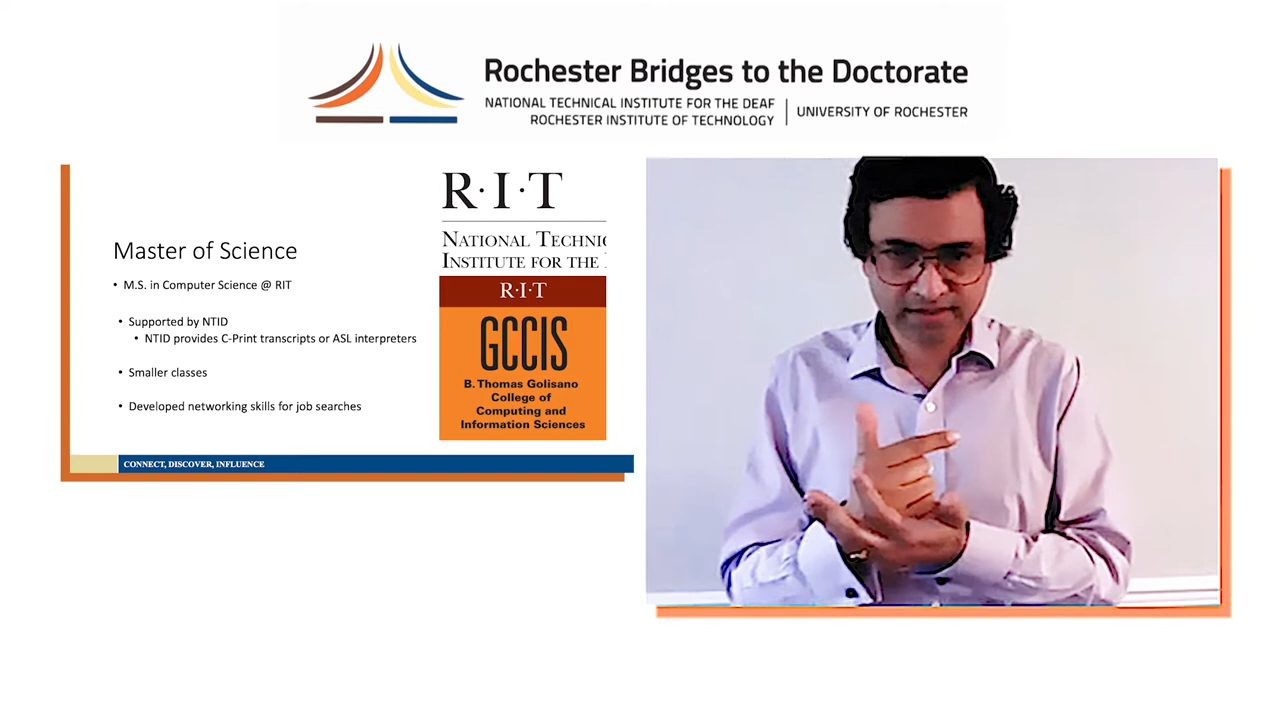 Rochester Bridges to the Doctorate
NATIONAL TECHNICAL INSTITUTE FOR THE DEAF
ROCHESTER INSTITUTE OF TECHNOLOGY
UNIVERSITY OF ROCHESTER
Master of Science
• M.S. in Computer Science @ RIT
• Supported by NTID
• NTID provides C-Print transcripts or ASL interpreters
• Smaller classes
• Developed networking skills for job searches
R·I·T
NATIONAL TECHNIC
INSTITUTE FOR THE
R·I·T
GCCIS
B. Thomas Golisano
College of
Computing and
Information Sciences
CONNECT, DISCOVER, INFLUENCE